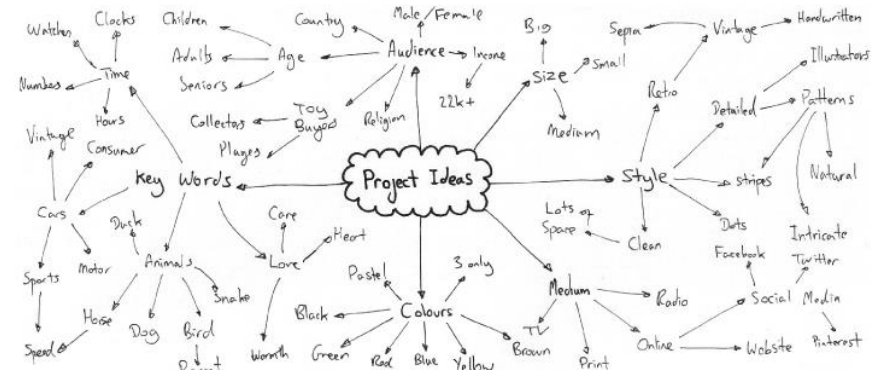 Project Ideas
Key Words
Time
Watches
Clocks
Numbers
Hours
Cars
Vintage
Consumer
Motor
Sports
Speed
Animals
Duck
Horse
Dog
Bird
Snake
Love
Care
Heart
Warmth
Audience
Male/Female
Country
Age
Children
Adults
Seniors
Toy
Buyers
Collectors
Religion
Income
22k+
Size
Big
Small
Medium
Style
Retro
Vintage
Sepia
Handwritten
Detailed
Illustrators
Patterns
Stripes
Natural
Intricate
Dots
Clean
Lots of
Space
Medium
Radio
TV
Print
Online
Social Media
Facebook
Twitter
Pinterest
Website
Colours
Pastel
3 only
Black
Green
Red
Blue
Yellow
Brown